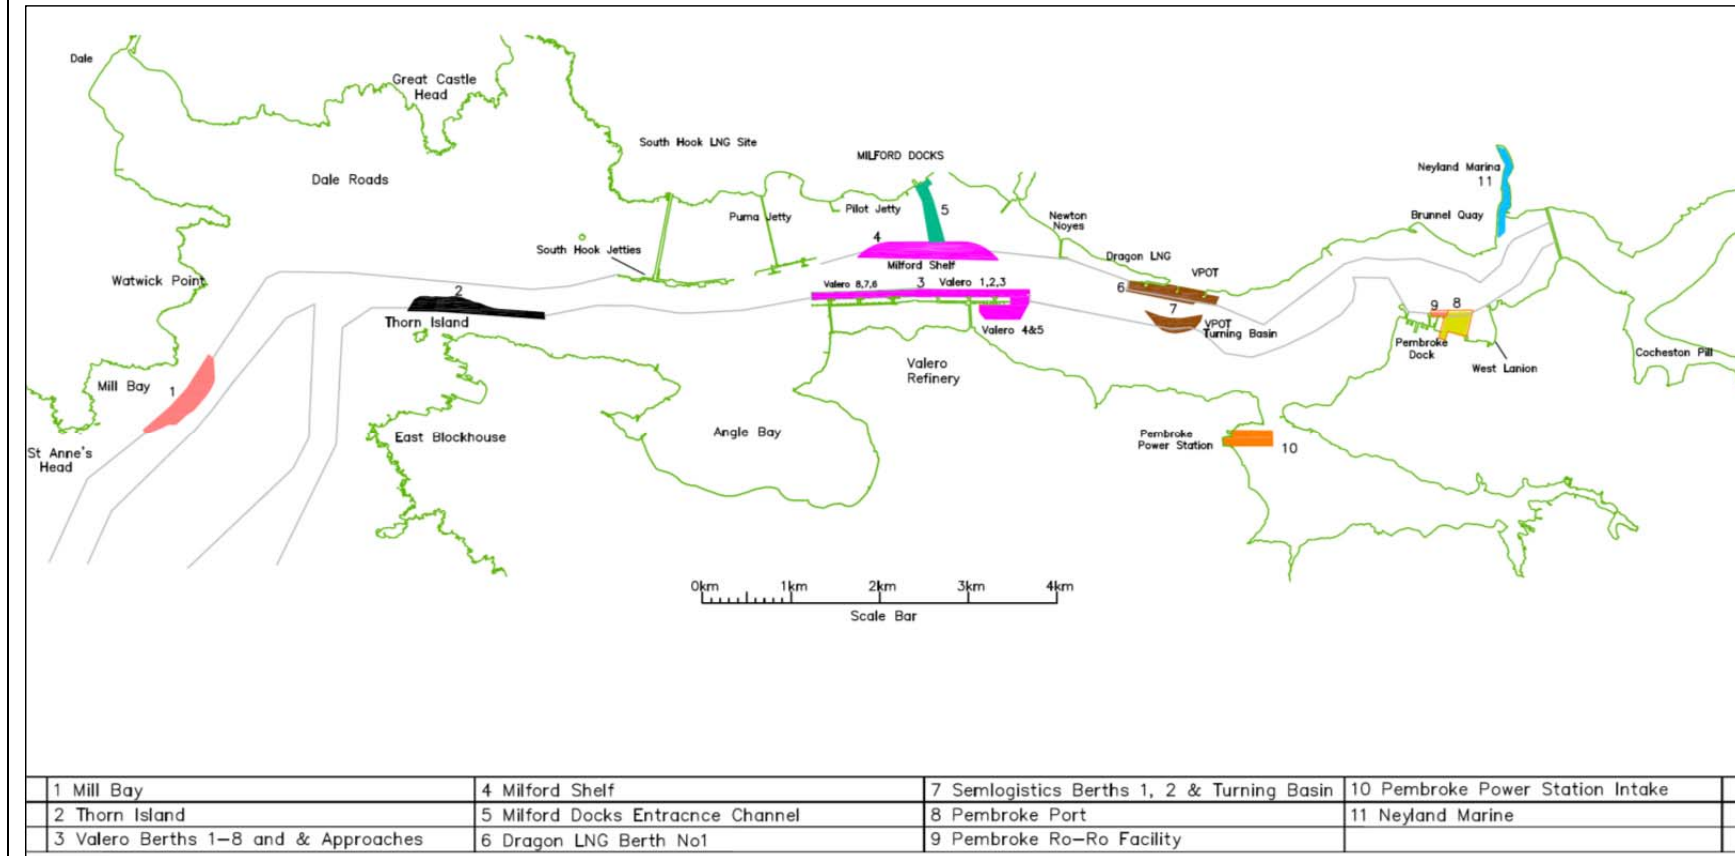 Dale
Great Castle
Head
Dale Roads
South Hook LNG Site
MILFORD DOCKS
Neyland Marina
11
Puma Jetty
Pilot Jetty
5
Newton
Noyes
Brunnel Quay
South Hook Jetties
4
Milford Shelf
Dragon LNG
VPOT
Watwick Point
2
Thorn Island
Valero 8,7,6
3
Valero 1,2,3
6
7
VPOT
Turning Basin
Valero 4&5
9
8
Pembroke
Dock
West Lanion
Cocheston Pill
Mill Bay
1
Valero
Refinery
St Anne's
Head
East Blockhouse
Angle Bay
Pembroke
Power Station
10
0km 1km 2km 3km 4km
Scale Bar
1 Mill Bay
4 Milford Shelf
7 Semlogistics Berths 1, 2 & Turning Basin
10 Pembroke Power Station Intake
2 Thorn Island
5 Milford Docks Entracnce Channel
8 Pembroke Port
11 Neyland Marine
3 Valero Berths 1-8 and & Approaches
6 Dragon LNG Berth No1
9 Pembroke Ro-Ro Facility